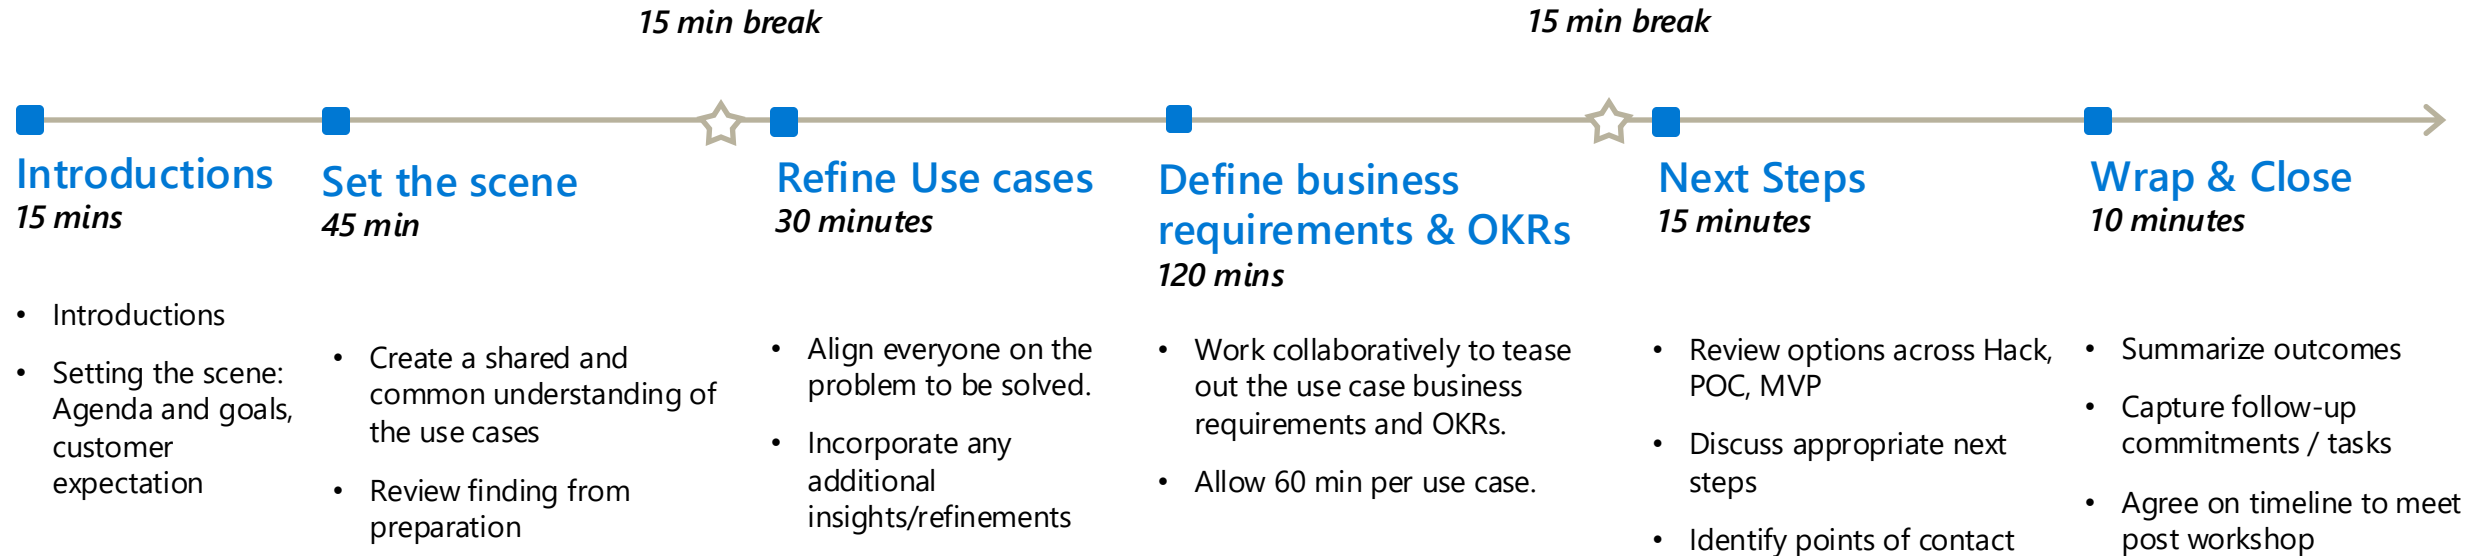 15 min break
15 min break
Introductions
15 mins
• Introductions
• Setting the scene:
Agenda and goals,
customer
expectation
Set the scene
45 min
• Create a shared and
common understanding of
the use cases
• Review finding from
preparation
Refine Use cases
30 minutes
• Align everyone on the
problem to be solved.
• Incorporate any
additional
insights/refinements
Define business
requirements & OKRs
120 mins
• Work collaboratively to tease
out the use case business
requirements and OKRs.
• Allow 60 min per use case.
Next Steps
15 minutes
• Review options across Hack,
POC, MVP
• Discuss appropriate next
steps
• Identify points of contact
Wrap & Close
10 minutes
• Summarize outcomes
• Capture follow-up
commitments / tasks
• Agree on timeline to meet
post workshop